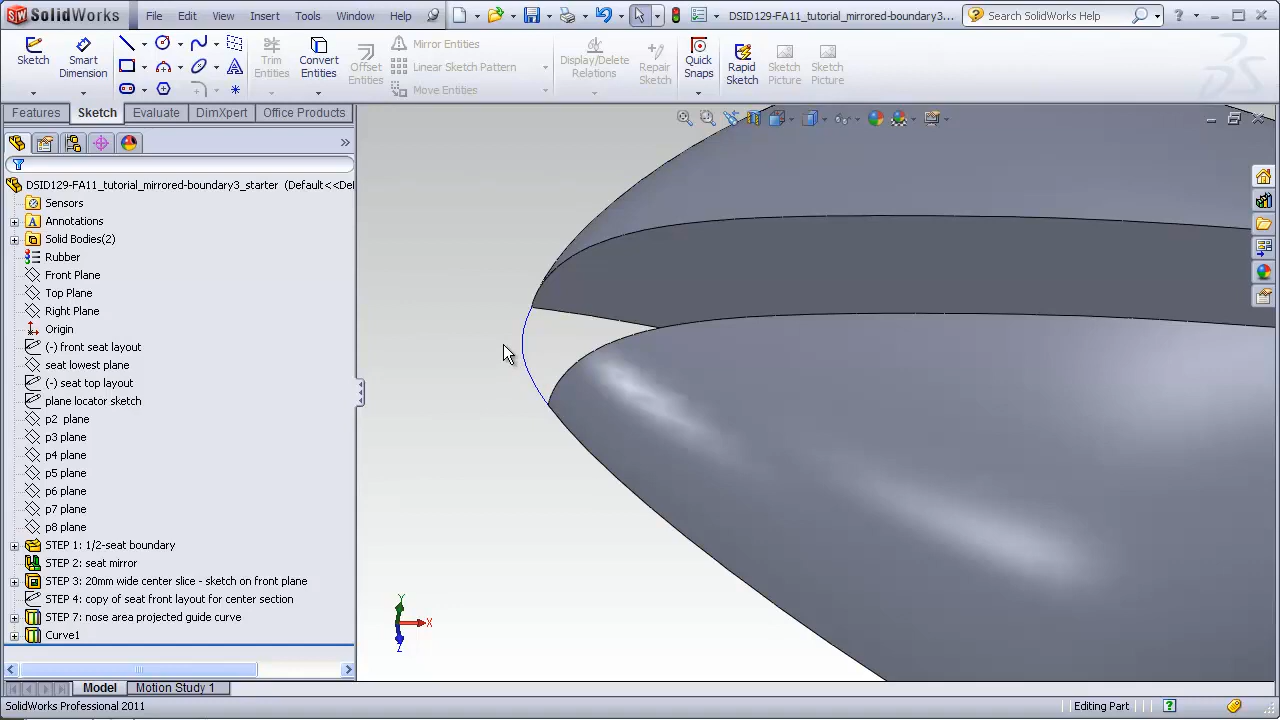 SolidWorks File Edit View Insert Tools Window Help DSID129-FA11_tutorial_mirrored-boundary3... Search SolidWorks Help
Sketch Smart Dimension Trim Entities Convert Entities Offset Entities Mirror Entities Linear Sketch Pattern Move Entities Display/Delete Relations Repair Sketch Quick Snaps Rapid Sketch Sketch Picture Sketch Picture
Features Sketch Evaluate DimXpert Office Products
DSID129-FA11_tutorial_mirrored-boundary3_starter (Default<<De
Sensors
Annotations
Solid Bodies(2)
Rubber
Front Plane
Top Plane
Right Plane
Origin
(-) front seat layout
seat lowest plane
(-) seat top layout
plane locator sketch
p2 plane
p3 plane
p4 plane
p5 plane
p6 plane
p7 plane
p8 plane
STEP 1: 1/2-seat boundary
STEP 2: seat mirror
STEP 3: 20mm wide center slice - sketch on front plane
STEP 4: copy of seat front layout for center section
STEP 7: nose area projected guide curve
Curve1
Y
X
Z
Model Motion Study 1
SolidWorks Professional 2011 Editing Part